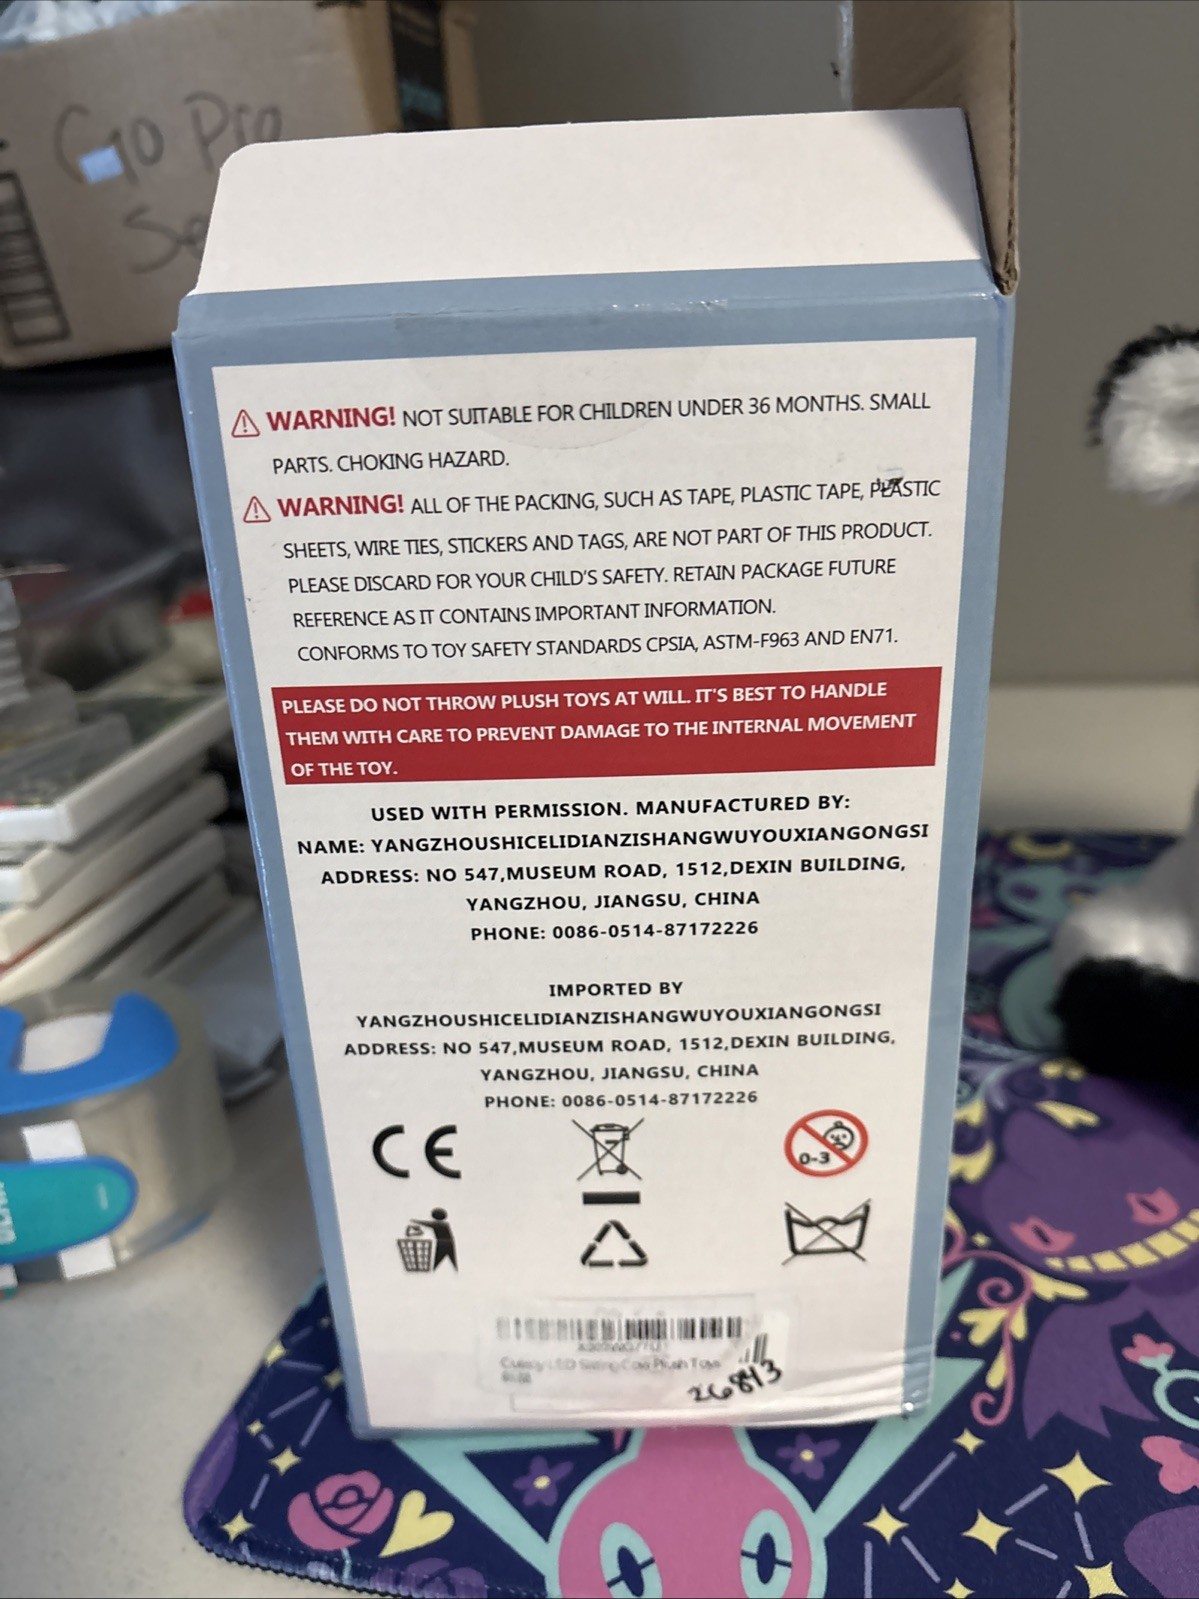 Go Pro
⚠ WARNING! NOT SUITABLE FOR CHILDREN UNDER 36 MONTHS. SMALL
PARTS. CHOKING HAZARD.
⚠ WARNING! ALL OF THE PACKING, SUCH AS TAPE, PLASTIC TAPE, PLASTIC
SHEETS, WIRE TIES, STICKERS AND TAGS, ARE NOT PART OF THIS PRODUCT.
PLEASE DISCARD FOR YOUR CHILD'S SAFETY. RETAIN PACKAGE FUTURE
REFERENCE AS IT CONTAINS IMPORTANT INFORMATION.
CONFORMS TO TOY SAFETY STANDARDS CPSIA, ASTM-F963 AND EN71.
PLEASE DO NOT THROW PLUSH TOYS AT WILL. IT'S BEST TO HANDLE
THEM WITH CARE TO PREVENT DAMAGE TO THE INTERNAL MOVEMENT
OF THE TOY.
USED WITH PERMISSION. MANUFACTURED BY:
NAME: YANGZHOUSHICELIDIANZISHANGWUYOUXIANGONGSI
ADDRESS: NO 547,MUSEUM ROAD, 1512,DEXIN BUILDING,
YANGZHOU, JIANGSU, CHINA
PHONE: 0086-0514-87172226
IMPORTED BY
YANGZHOUSHICELIDIANZISHANGWUYOUXIANGONGSI
ADDRESS: NO 547,MUSEUM ROAD, 1512,DEXIN BUILDING,
YANGZHOU, JIANGSU, CHINA
PHONE: 0086-0514-87172226
CE
0-3
Cow Plush Toys
26813